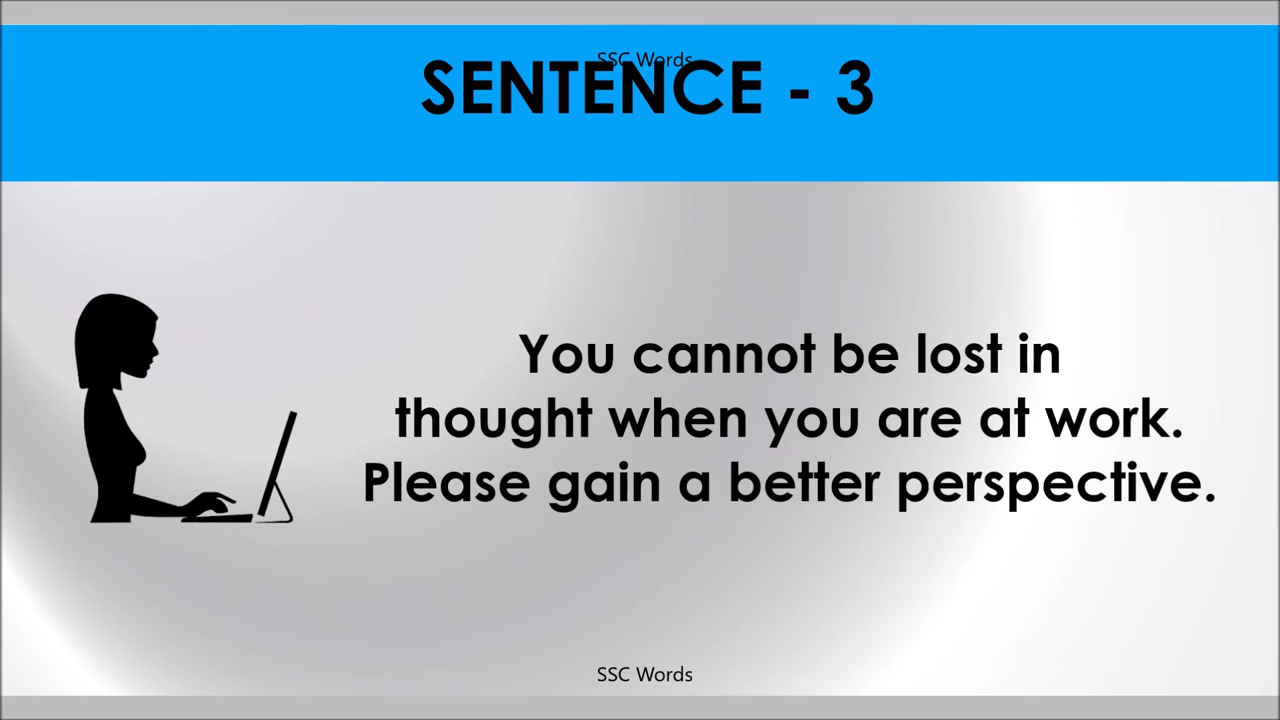 SSC Words
SENTENCE - 3
You cannot be lost in
thought when you are at work.
Please gain a better perspective.
SSC Words